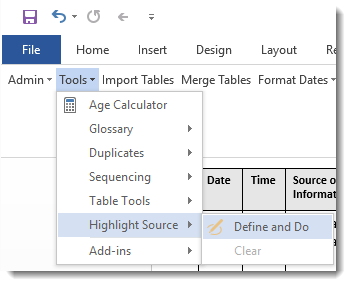 File Home Insert Design Layout Re
Admin Tools Import Tables Merge Tables Format Dates
Age Calculator
Glossary
Duplicates
Sequencing
Table Tools
Highlight Source
Add-ins
Define and Do
Clear
Date Time Source o
Informat